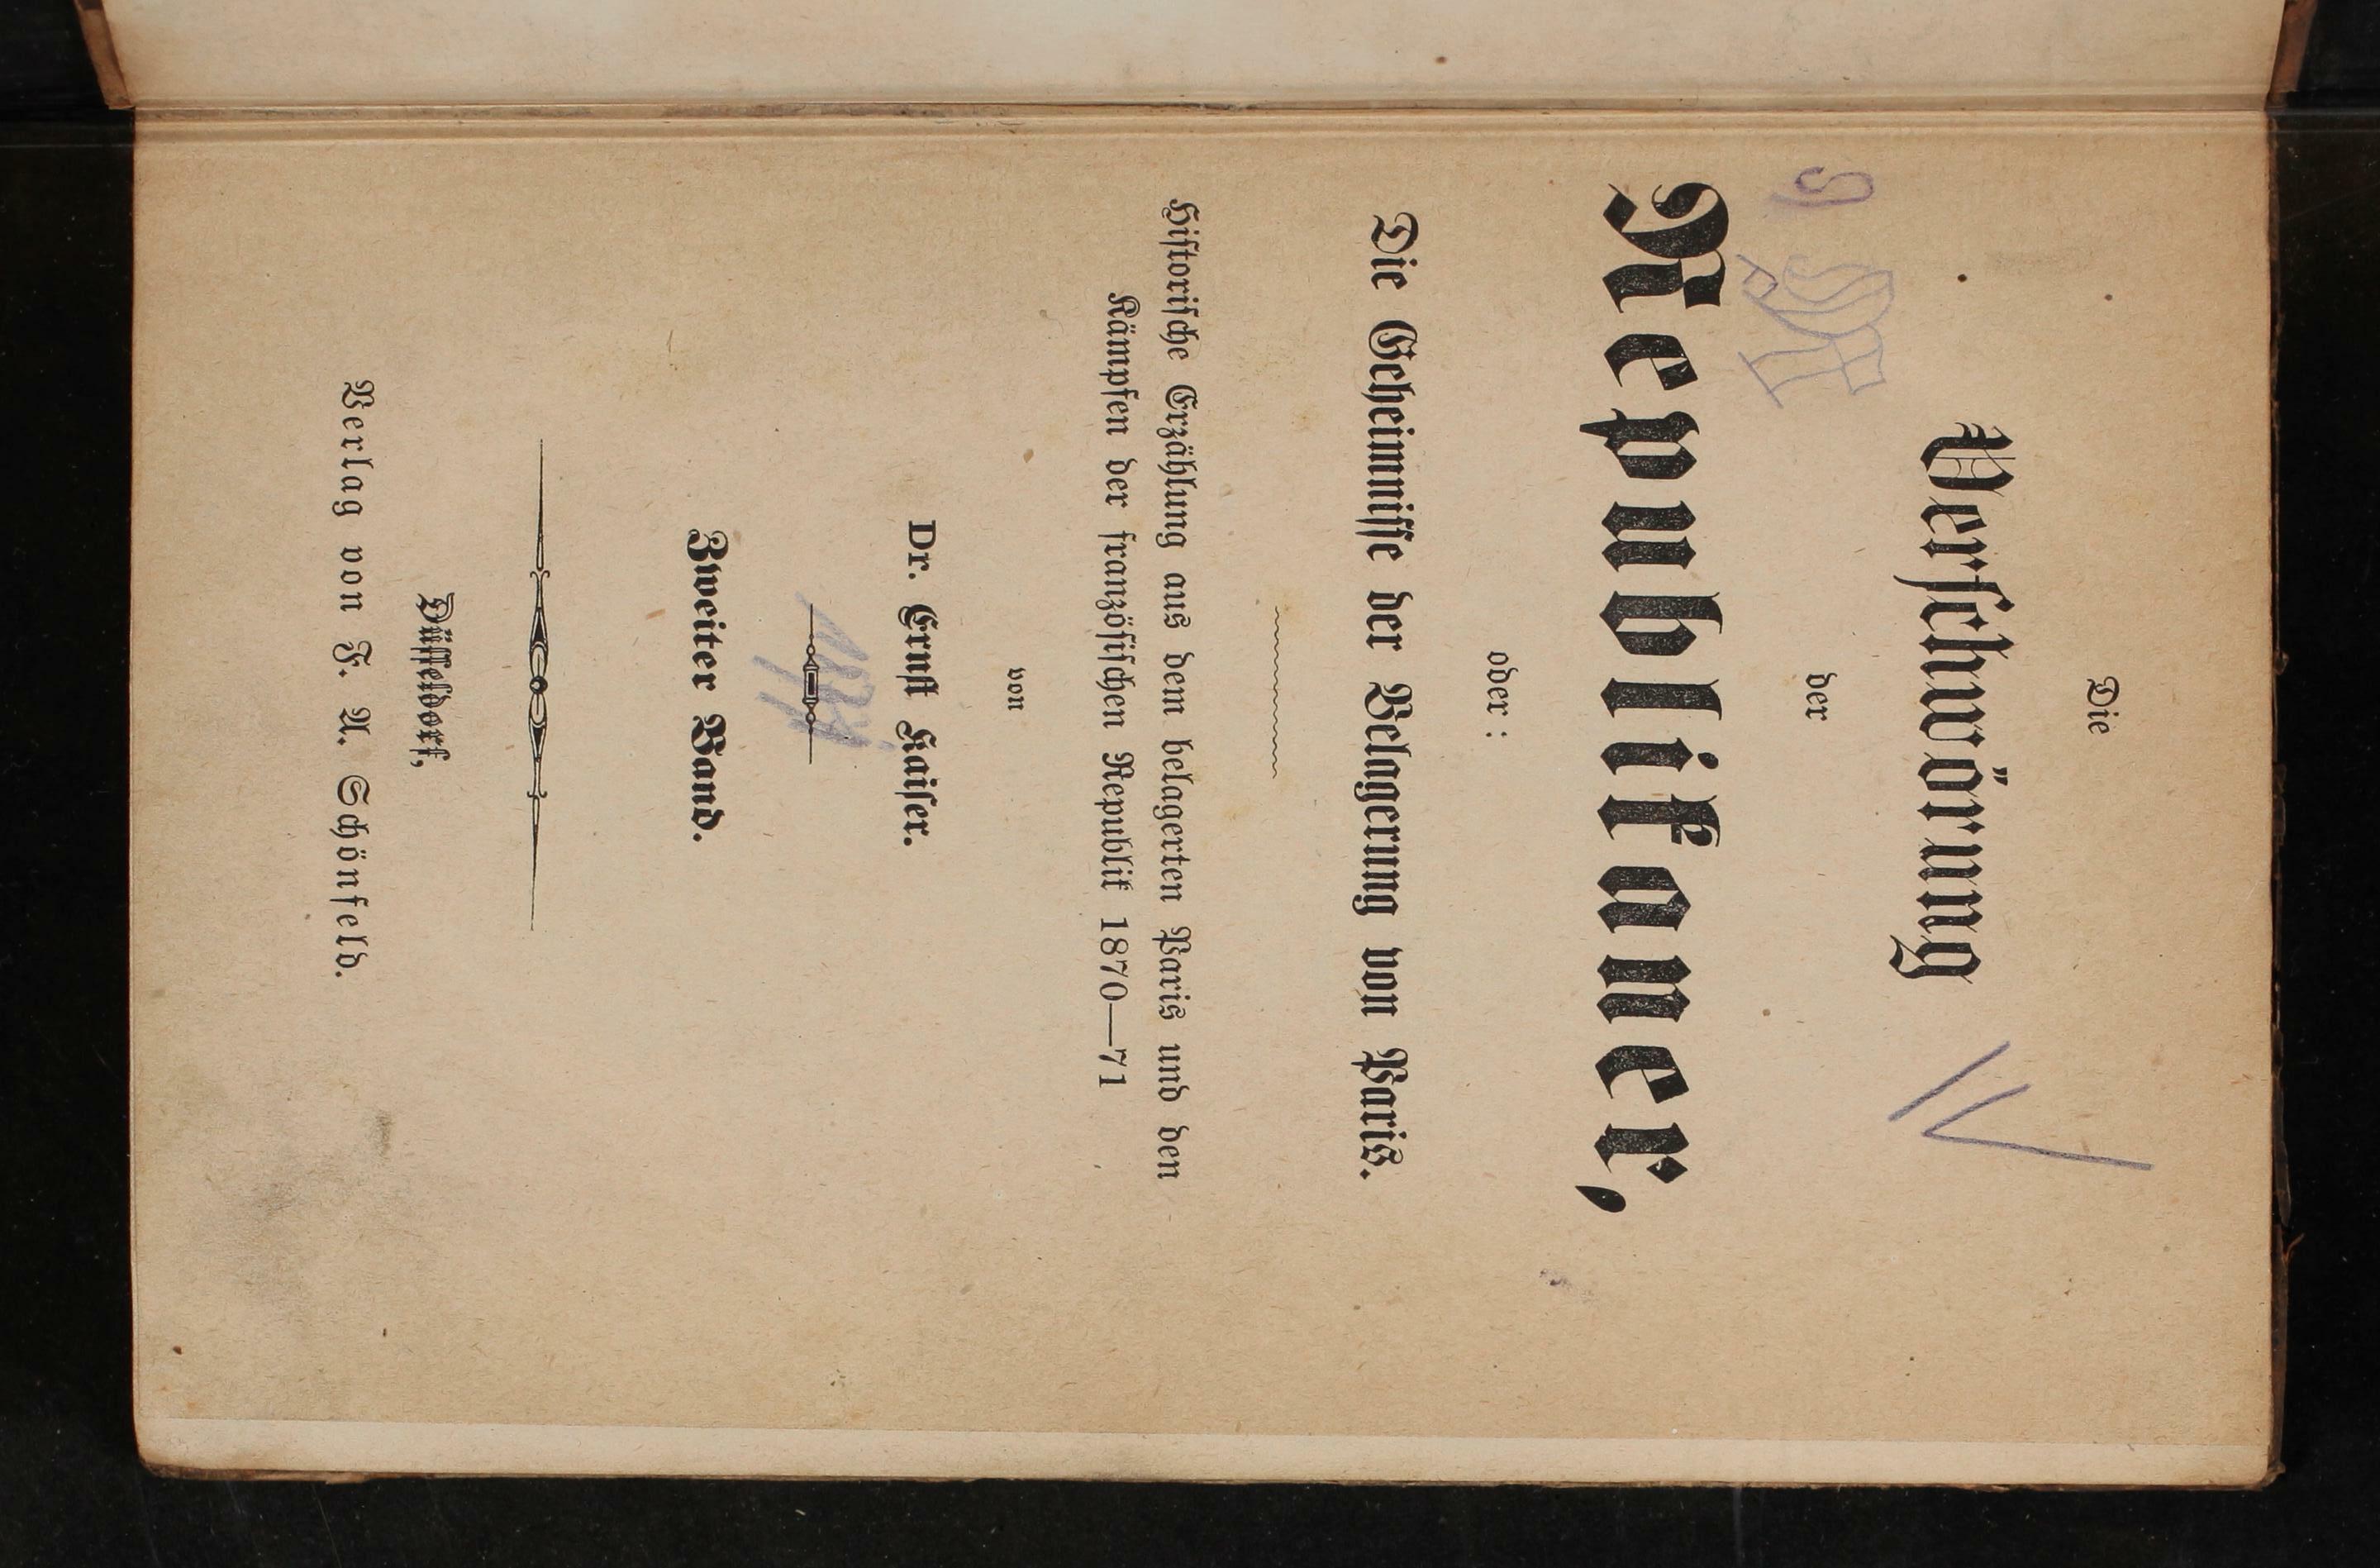 Die
Verschwörung
der
Republikaner,
oder:
Die Geheimnisse der Belagerung von Paris.
Historische Erzählung aus dem belagerten Paris und den
Kämpfen der französischen Republik 1870—71
von
Dr. Ernst Kaiser.
Zweiter Band.
Düsseldorf,
Verlag von F. A. Schönfeld.